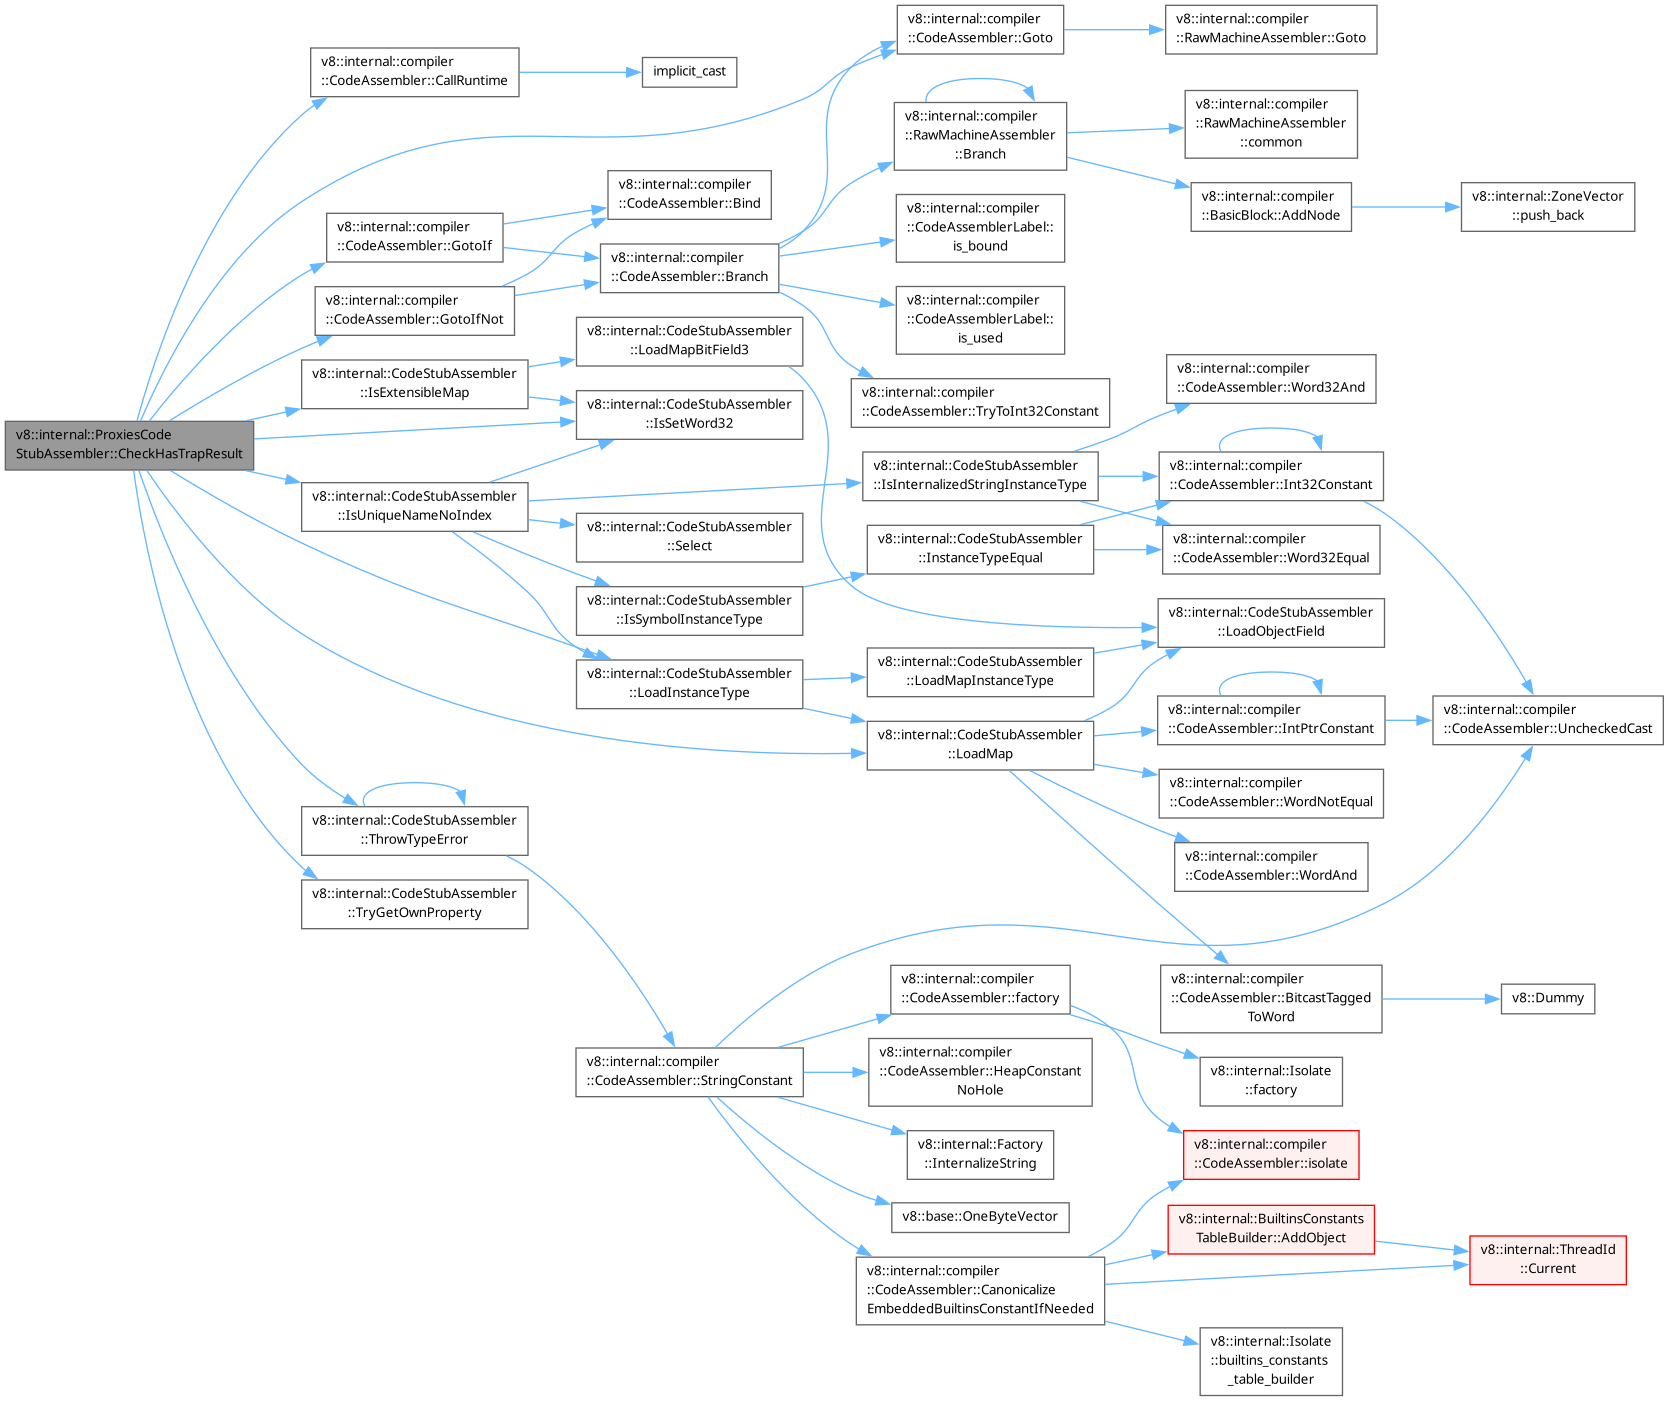 v8::internal::ProxiesCode
StubAssembler::CheckHasTrapResult
v8::internal::compiler
::CodeAssembler::CallRuntime
implicit_cast
v8::internal::compiler
::CodeAssembler::Goto
v8::internal::compiler
::RawMachineAssembler::Goto
v8::internal::compiler
::CodeAssembler::GotoIf
v8::internal::compiler
::CodeAssembler::Bind
v8::internal::compiler
::CodeAssembler::Branch
v8::internal::compiler
::RawMachineAssembler
::Branch
v8::internal::compiler
::RawMachineAssembler
::common
v8::internal::compiler
::BasicBlock::AddNode
v8::internal::ZoneVector
::push_back
v8::internal::compiler
::CodeAssemblerLabel::
is_bound
v8::internal::compiler
::CodeAssemblerLabel::
is_used
v8::internal::compiler
::CodeAssembler::TryToInt32Constant
v8::internal::compiler
::CodeAssembler::GotoIfNot
v8::internal::CodeStubAssembler
::IsExtensibleMap
v8::internal::CodeStubAssembler
::LoadMapBitField3
v8::internal::CodeStubAssembler
::IsSetWord32
v8::internal::CodeStubAssembler
::IsUniqueNameNoIndex
v8::internal::CodeStubAssembler
::IsInternalizedStringInstanceType
v8::internal::compiler
::CodeAssembler::Word32And
v8::internal::compiler
::CodeAssembler::Int32Constant
v8::internal::compiler
::CodeAssembler::Word32Equal
v8::internal::CodeStubAssembler
::Select
v8::internal::CodeStubAssembler
::InstanceTypeEqual
v8::internal::CodeStubAssembler
::IsSymbolInstanceType
v8::internal::CodeStubAssembler
::LoadObjectField
v8::internal::CodeStubAssembler
::LoadInstanceType
v8::internal::CodeStubAssembler
::LoadMapInstanceType
v8::internal::CodeStubAssembler
::LoadMap
v8::internal::compiler
::CodeAssembler::IntPtrConstant
v8::internal::compiler
::CodeAssembler::UncheckedCast
v8::internal::compiler
::CodeAssembler::WordNotEqual
v8::internal::compiler
::CodeAssembler::WordAnd
v8::internal::compiler
::CodeAssembler::BitcastTagged
ToWord
v8::Dummy
v8::internal::CodeStubAssembler
::ThrowTypeError
v8::internal::CodeStubAssembler
::TryGetOwnProperty
v8::internal::compiler
::CodeAssembler::StringConstant
v8::internal::compiler
::CodeAssembler::factory
v8::internal::Isolate
::factory
v8::internal::compiler
::CodeAssembler::HeapConstant
NoHole
v8::internal::Factory
::InternalizeString
v8::internal::compiler
::CodeAssembler::isolate
v8::base::OneByteVector
v8::internal::BuiltinsConstants
TableBuilder::AddObject
v8::internal::ThreadId
::Current
v8::internal::compiler
::CodeAssembler::Canonicalize
EmbeddedBuiltinsConstantIfNeeded
v8::internal::Isolate
::builtins_constants
_table_builder